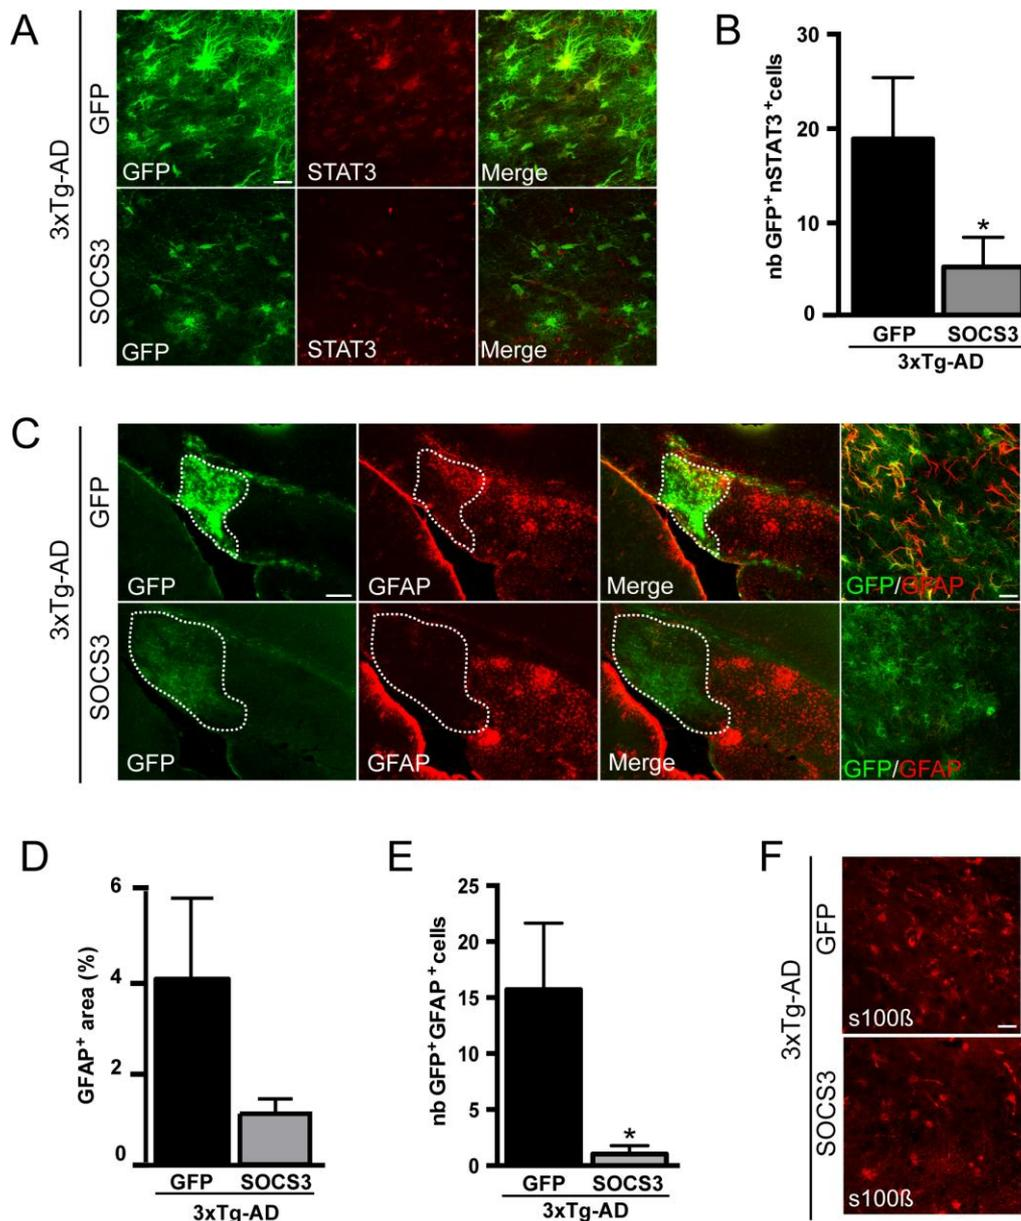 A
3xTg-AD
GFP
GFP
STAT3
Merge
SOCS3
GFP
STAT3
Merge
B
nb GFP⁺nSTAT3⁺cells
30
20
10
0
*
GFP SOCS3
3xTg-AD
C
3xTg-AD
GFP
GFP
GFAP
Merge
GFP/GFAP
SOCS3
GFP
GFAP
Merge
GFP/GFAP
D
GFAP⁺ area (%)
6
4
2
0
GFP SOCS3
3xTg-AD
E
nb GFP⁺GFAP⁺cells
25
20
15
10
5
0
*
GFP SOCS3
3xTg-AD
F
3xTg-AD
GFP
s100ß
SOCS3
s100ß